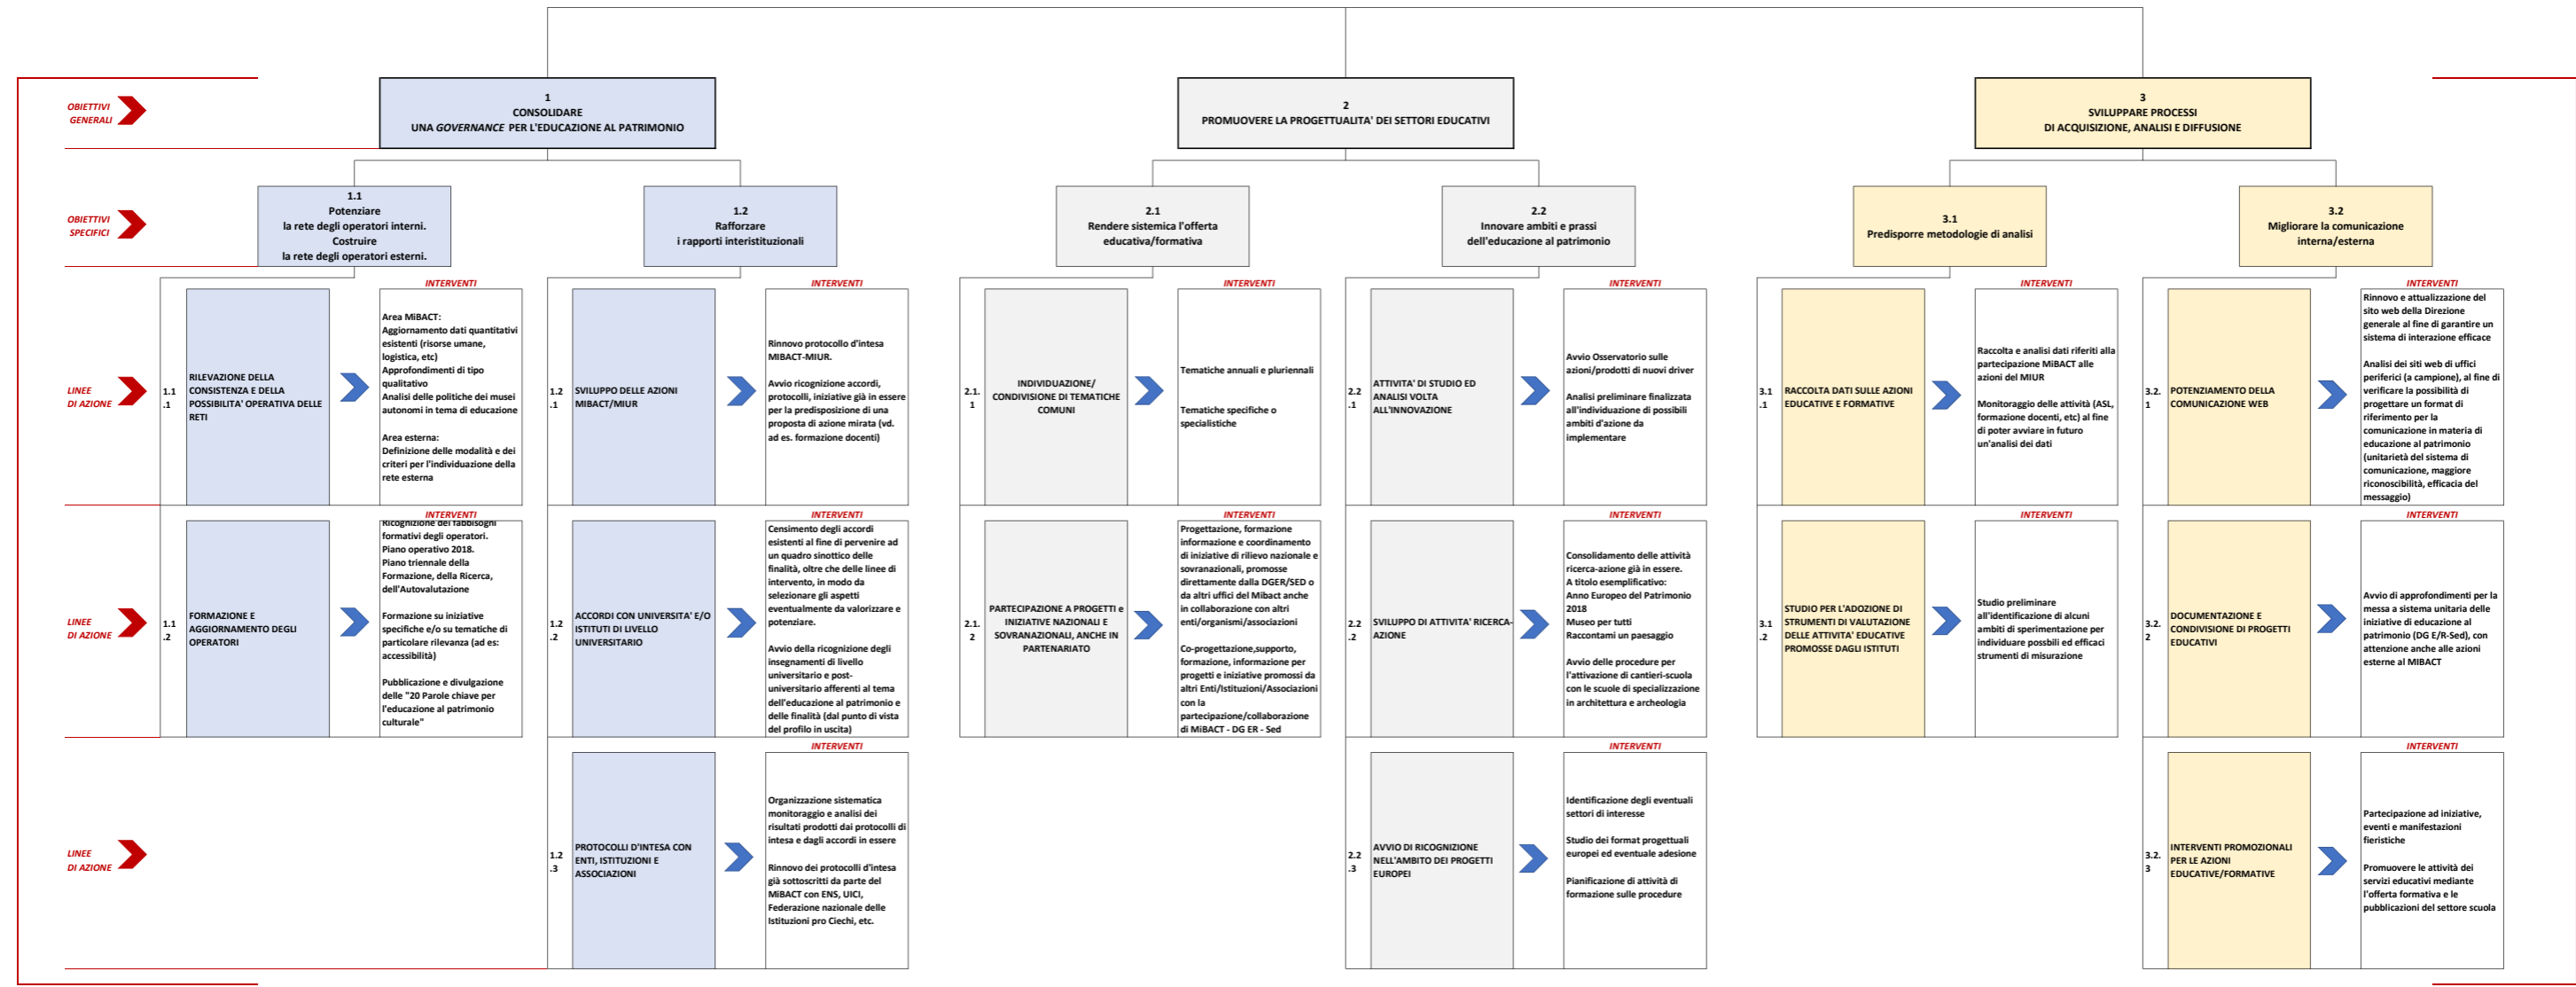 OBIETTIVI
GENERALI
1
CONSOLIDARE
UNA GOVERNANCE PER L'EDUCAZIONE AL PATRIMONIO
2
PROMUOVERE LA PROGETTUALITA' DEI SETTORI EDUCATIVI
3
SVILUPPARE PROCESSI
DI ACQUISIZIONE, ANALISI E DIFFUSIONE
OBIETTIVI
SPECIFICI
1.1
Potenziare
la rete degli operatori interni.
Costruire
la rete degli operatori esterni.
1.2
Rafforzare
i rapporti interistituzionali
2.1
Rendere sistemica l'offerta
educativa/formativa
2.2
Innovare ambiti e prassi
dell'educazione al patrimonio
3.1
Predisporre metodologie di analisi
3.2
Migliorare la comunicazione
interna/esterna
LINEE
DI AZIONE
1.1
.1
RILEVAZIONE DELLA
CONSISTENZA E DELLA
POSSIBILITA' OPERATIVA DELLE
RETI
INTERVENTI
Area MiBACT:
Aggiornamento dati quantitativi
esistenti (risorse umane,
logistica, etc)
Approfondimenti di tipo
qualitativo
Analisi delle politiche dei musei
autonomi in tema di educazione
Area esterna:
Definizione delle modalità e dei
criteri per l'individuazione della
rete esterna
1.2
.1
SVILUPPO DELLE AZIONI
MIBACT/MIUR
INTERVENTI
Rinnovo protocollo d'intesa
MIBACT-MIUR.
Avvio ricognizione accordi,
protocolli, iniziative già in essere
per la predisposizione di una
proposta di azione mirata (vd.
ad es. formazione docenti)
2.1.
1
INDIVIDUAZIONE/
CONDIVISIONE DI TEMATICHE
COMUNI
INTERVENTI
Tematiche annuali e pluriennali
Tematiche specifiche o
specialistiche
2.2
.1
ATTIVITA' DI STUDIO ED
ANALISI VOLTA
ALL'INNOVAZIONE
INTERVENTI
Avvio Osservatorio sulle
azioni/prodotti di nuovi driver
Analisi preliminare finalizzata
all'individuazione di possibili
ambiti d'azione da
implementare
3.1
.1
RACCOLTA DATI SULLE AZIONI
EDUCATIVE E FORMATIVE
INTERVENTI
Raccolta e analisi dati riferiti alla
partecipazione MiBACT alle
azioni del MIUR
Monitoraggio delle attività (ASL,
formazione docenti, etc) al fine
di poter avviare in futuro
un'analisi dei dati
3.2.
1
POTENZIAMENTO DELLA
COMUNICAZIONE WEB
INTERVENTI
Rinnovo e attualizzazione del
sito web della Direzione
generale al fine di garantire un
sistema di interazione efficace
Analisi dei siti web di uffici
periferici (a campione), al fine di
verificare la possibilità di
progettare un format di
riferimento per la
comunicazione in materia di
educazione al patrimonio
(unitarietà del sistema di
comunicazione, maggiore
riconoscibilità, efficacia del
messaggio)
LINEE
DI AZIONE
1.1
.2
FORMAZIONE E
AGGIORNAMENTO DEGLI
OPERATORI
INTERVENTI
Ricognizione dei fabbisogni
formativi degli operatori.
Piano operativo 2018.
Piano triennale della
Formazione, della Ricerca,
dell'Autovalutazione
Formazione su iniziative
specifiche e/o su tematiche di
particolare rilevanza (ad es:
accessibilità)
Pubblicazione e divulgazione
delle "20 Parole chiave per
l'educazione al patrimonio
culturale"
1.2
.2
ACCORDI CON UNIVERSITA' E/O
ISTITUTI DI LIVELLO
UNIVERSITARIO
INTERVENTI
Censimento degli accordi
esistenti al fine di pervenire ad
un quadro sinottico delle
finalità, oltre che delle linee di
intervento, in modo da
selezionare gli aspetti
eventualmente da valorizzare e
potenziare.
Avvio della ricognizione degli
insegnamenti di livello
universitario e post-
universitario afferenti al tema
dell'educazione al patrimonio e
delle finalità (dal punto di vista
del profilo in uscita)
2.1.
2
PARTECIPAZIONE A PROGETTI e
INIZIATIVE NAZIONALI E
SOVRANAZIONALI, ANCHE IN
PARTENARIATO
INTERVENTI
Progettazione, formazione
informazione e coordinamento
di iniziative di rilievo nazionale e
sovranazionali, promosse
direttamente dalla DGER/SED o
da altri uffici del Mibact anche
in collaborazione con altri
enti/organismi/associazioni
Co-progettazione,supporto,
formazione, informazione per
progetti e iniziative promossi da
altri Enti/Istituzioni/Associazioni
con la
partecipazione/collaborazione
di MiBACT - DG ER - Sed
2.2
.2
SVILUPPO DI ATTIVITA' RICERCA-
AZIONE
INTERVENTI
Consolidamento delle attività
ricerca-azione già in essere.
A titolo esemplificativo:
Anno Europeo del Patrimonio
2018
Museo per tutti
Raccontami un paesaggio
Avvio delle procedure per
l'attivazione di cantieri-scuola
con le scuole di specializzazione
in architettura e archeologia
3.1
.2
STUDIO PER L'ADOZIONE DI
STRUMENTI DI VALUTAZIONE
DELLE ATTIVITA' EDUCATIVE
PROMOSSE DAGLI ISTITUTI
INTERVENTI
Studio preliminare
all'identificazione di alcuni
ambiti di sperimentazione per
individuare possbili ed efficaci
strumenti di misurazione
3.2.
2
DOCUMENTAZIONE E
CONDIVISIONE DI PROGETTI
EDUCATIVI
INTERVENTI
Avvio di approfondimenti per la
messa a sistema unitaria delle
iniziative di educazione al
patrimonio (DG E/R-Sed), con
attenzione anche alle azioni
esterne al MIBACT
LINEE
DI AZIONE
1.2
.3
PROTOCOLLI D'INTESA CON
ENTI, ISTITUZIONI E
ASSOCIAZIONI
INTERVENTI
Organizzazione sistematica
monitoraggio e analisi dei
risultati prodotti dai protocolli di
intesa e dagli accordi in essere
Rinnovo dei protocolli d'intesa
già sottoscritti da parte del
MiBACT con ENS, UICI,
Federazione nazionale delle
Istituzioni pro Ciechi, etc.
2.2
.3
AVVIO DI RICOGNIZIONE
NELL'AMBITO DEI PROGETTI
EUROPEI
INTERVENTI
Identificazione degli eventuali
settori di interesse
Studio dei format progettuali
europei ed eventuale adesione
Pianificazione di attività di
formazione sulle procedure
3.2.
3
INTERVENTI PROMOZIONALI
PER LE AZIONI
EDUCATIVE/FORMATIVE
INTERVENTI
Partecipazione ad iniziative,
eventi e manifestazioni
fieristiche
Promuovere le attività dei
servizi educativi mediante
l'offerta formativa e le
pubblicazioni del settore scuola